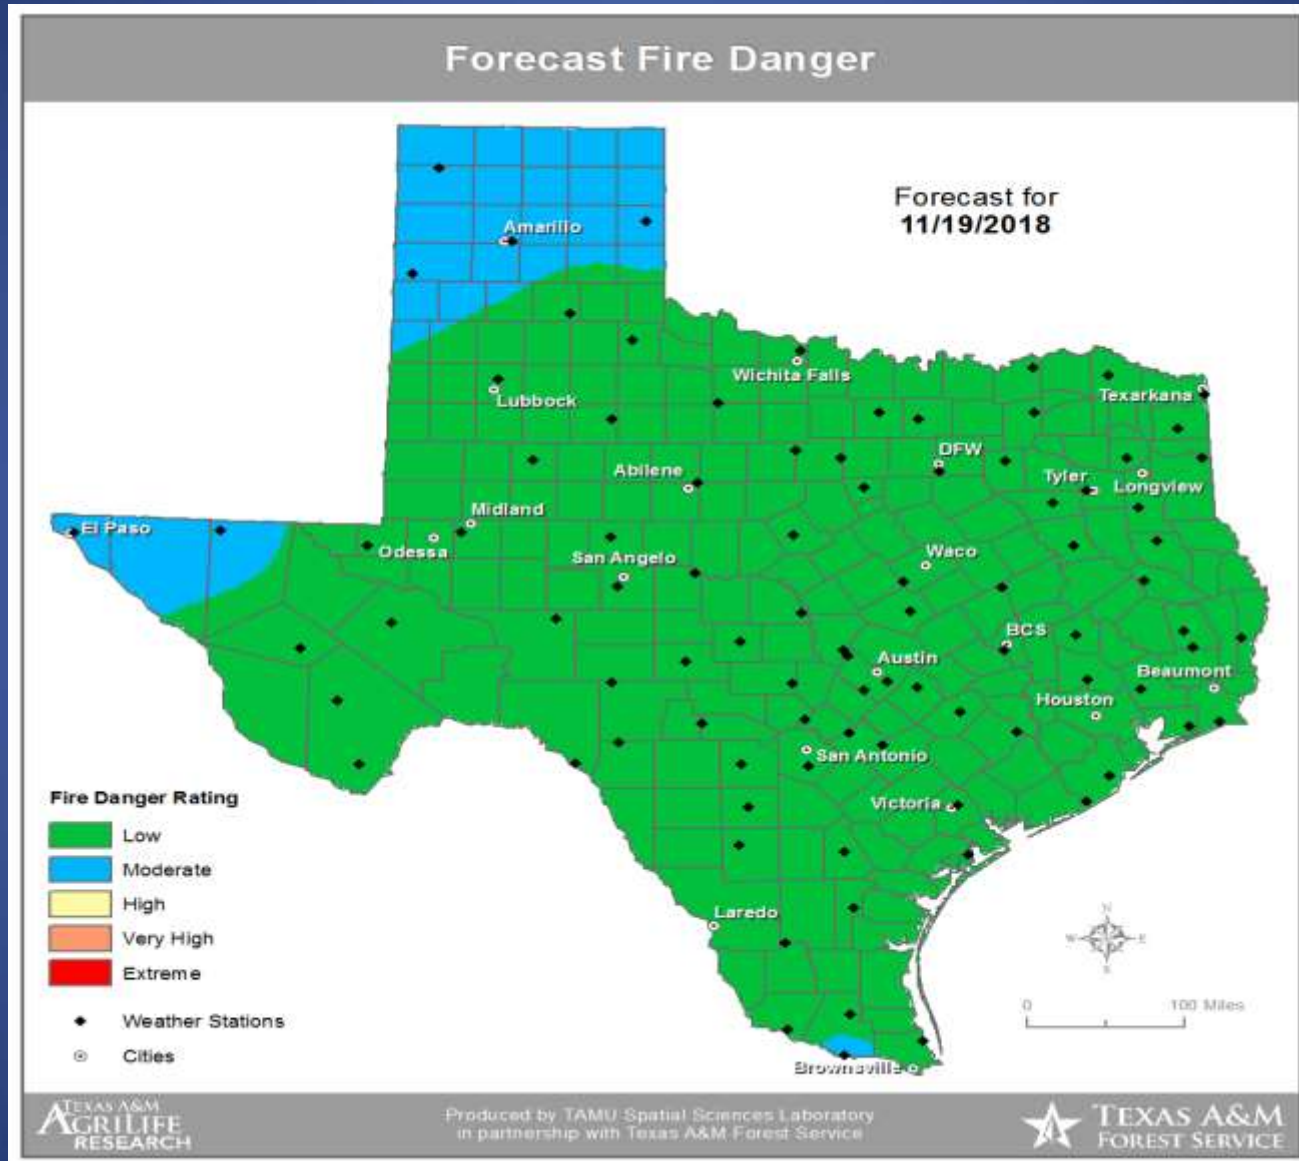 Forecast Fire Danger
Forecast for
11/19/2018
Amarillo
Wichita Falls
Lubbock
Texarkana
DFW
Abilene
Tyler
Longview
El Paso
Midland
Odessa
San Angelo
Waco
BCS
Austin
Beaumont
Houston
San Antonio
Victoria
Laredo
Brownsville
Fire Danger Rating
Low
Moderate
High
Very High
Extreme
Weather Stations
Cities
N
W
E
S
0
100 Miles
TEXAS A&M
AGRILIFE
RESEARCH
Produced by TAMU Spatial Sciences Laboratory
in partnership with Texas A&M Forest Service
TEXAS A&M
FOREST SERVICE